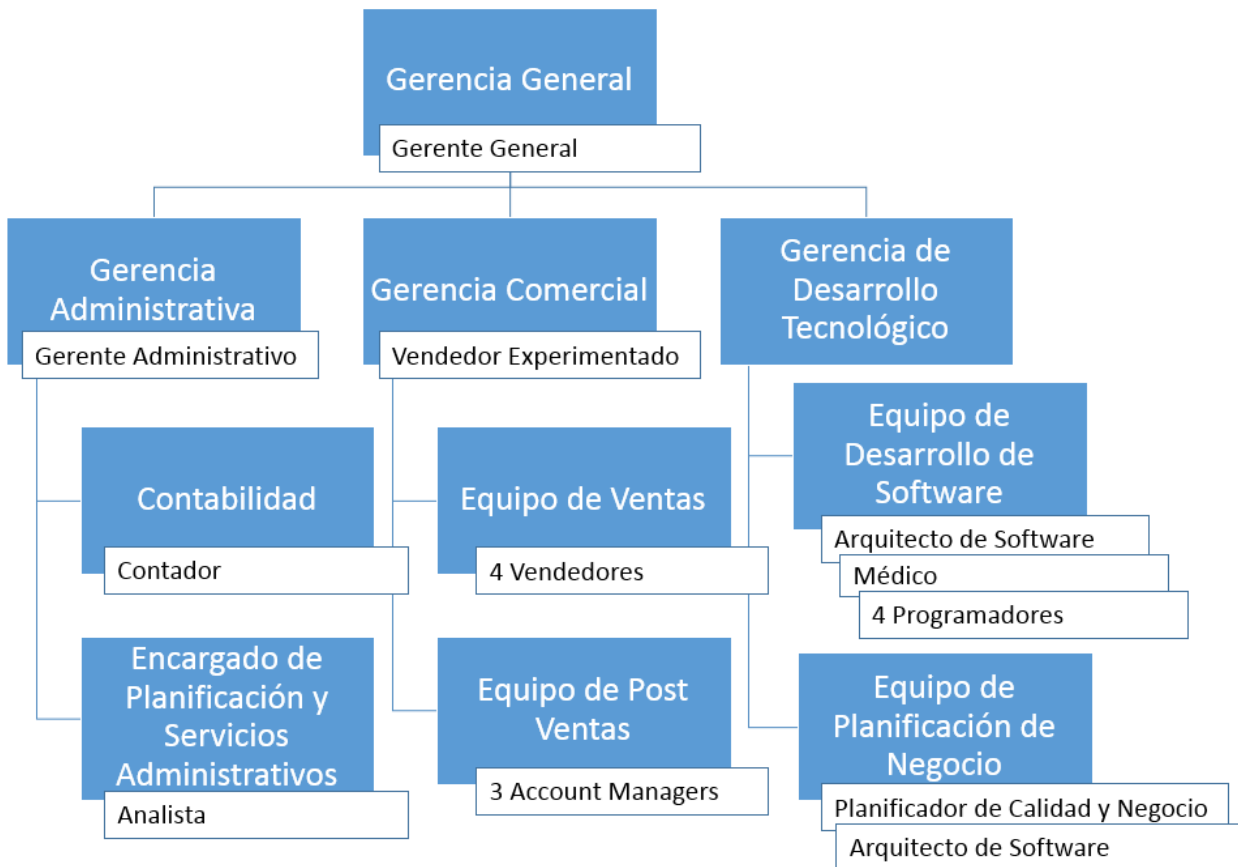 Gerencia General
Gerente General
Gerencia
Administrativa
Gerente Administrativo
Gerencia Comercial
Vendedor Experimentado
Gerencia de
Desarrollo
Tecnológico
Contabilidad
Contador
Equipo de Ventas
4 Vendedores
Equipo de
Desarrollo de
Software
Arquitecto de Software
Médico
4 Programadores
Encargado de
Planificación y
Servicios
Administrativos
Analista
Equipo de Post
Ventas
3 Account Managers
Equipo de
Planificación de
Negocio
Planificador de Calidad y Negocio
Arquitecto de Software